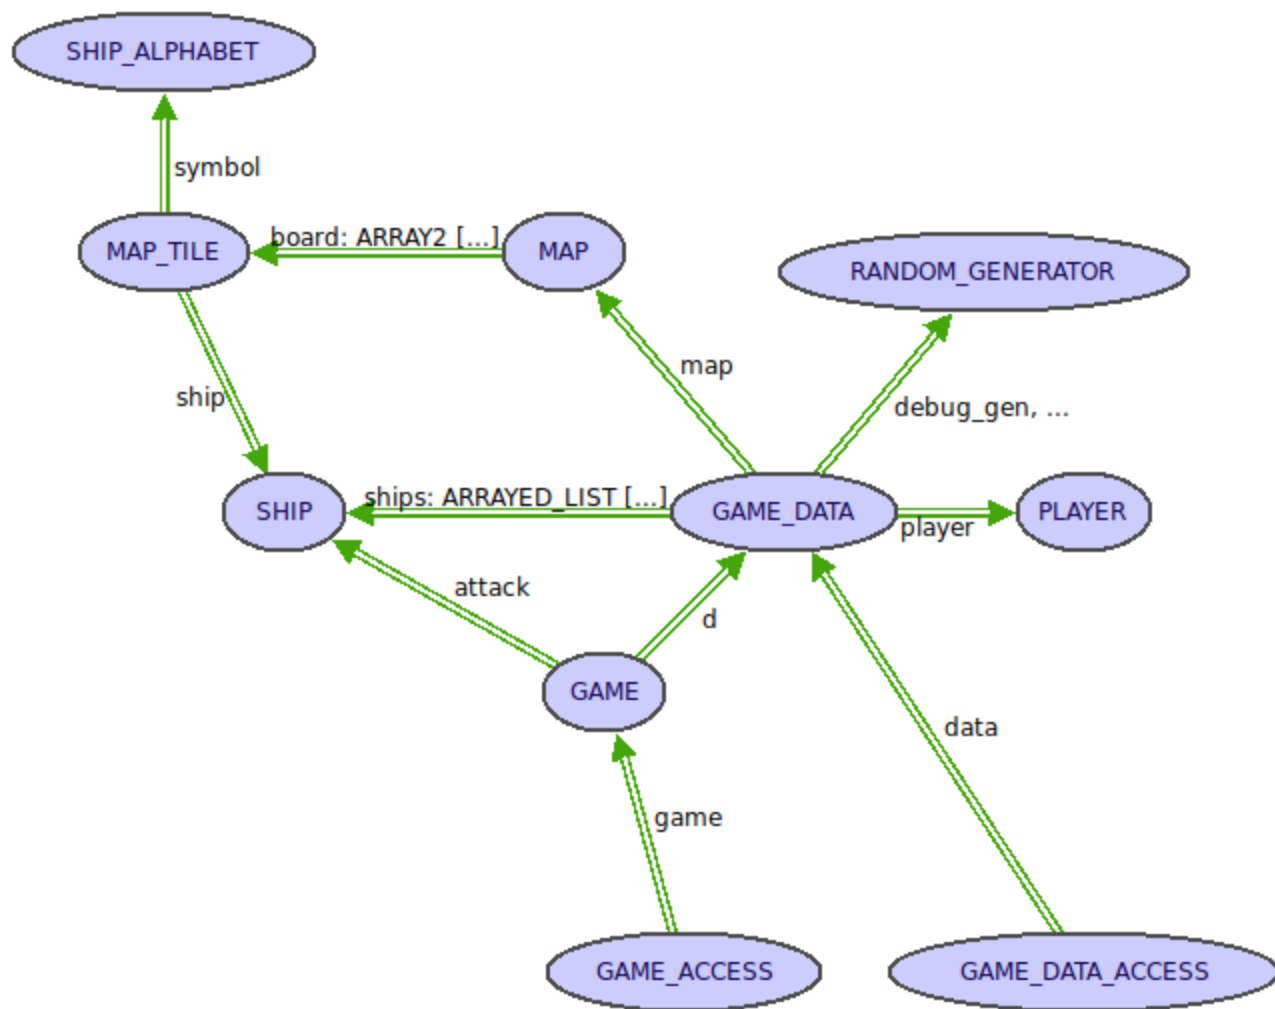 SHIP_ALPHABET
symbol
board: ARRAY2 [...]
MAP_TILE
MAP
RANDOM_GENERATOR
map
ship
debug_gen, ...
ships: ARRAYED_LIST [...]
SHIP
GAME_DATA
PLAYER
player
attack
d
GAME
data
game
GAME_ACCESS
GAME_DATA_ACCESS